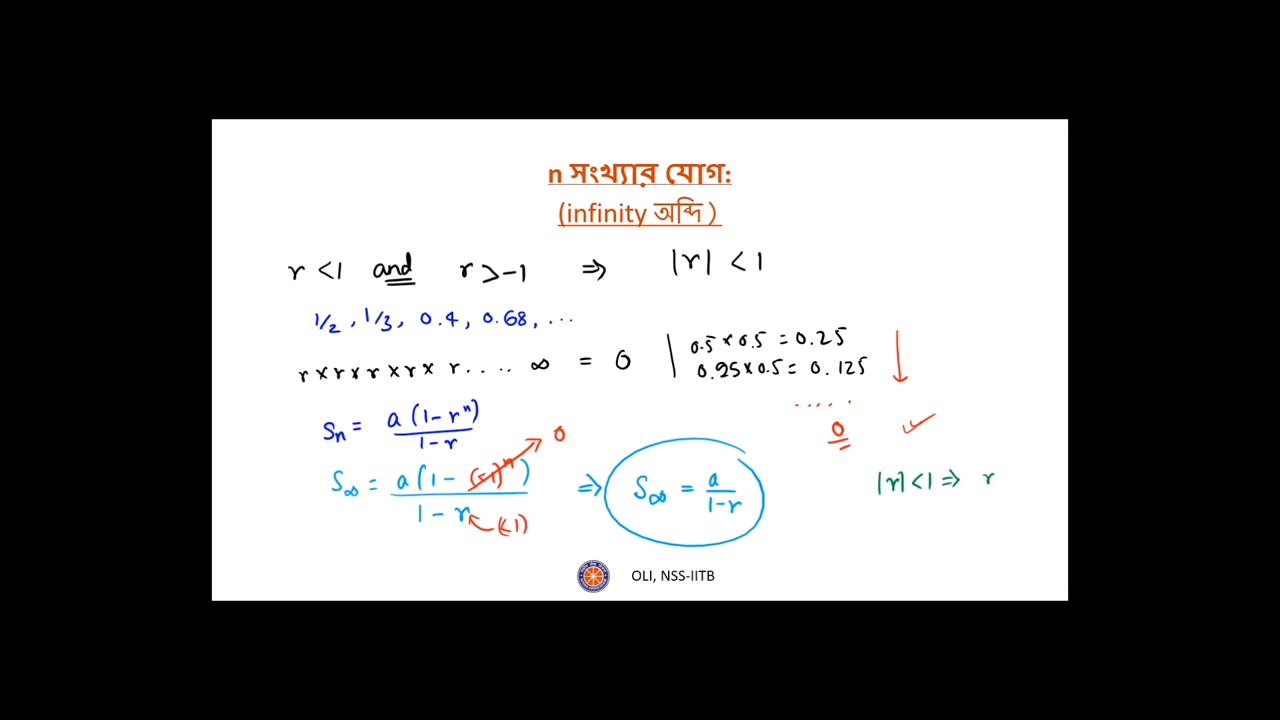 n সংখ্যার যোগ:
(infinity অব্দি )
r < 1 and r > -1 ⇒ |r| < 1
1/2 , 1/3, 0.4, 0.68, ...
r × r × r × r × r .... ∞ = 0
0.5 × 0.5 = 0.25
0.25 × 0.5 = 0.125
.....
0
Sn = a(1 - r^n) / 1 - r
S∞ = a(1 - (<1)^n) / 1 - r → 0
(<1)
⇒ S∞ = a / 1-r
|r| < 1 ⇒ r
OLI, NSS-IITB